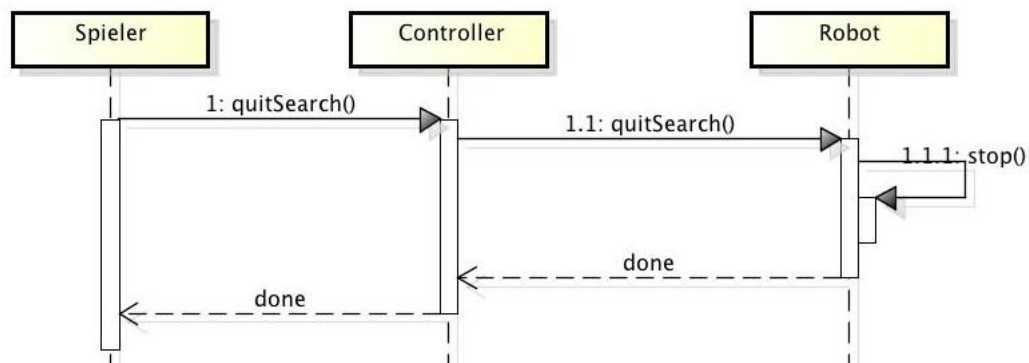 Spieler
Controller
Robot
1: quitSearch()
1.1: quitSearch()
1.1.1: stop()
done
done